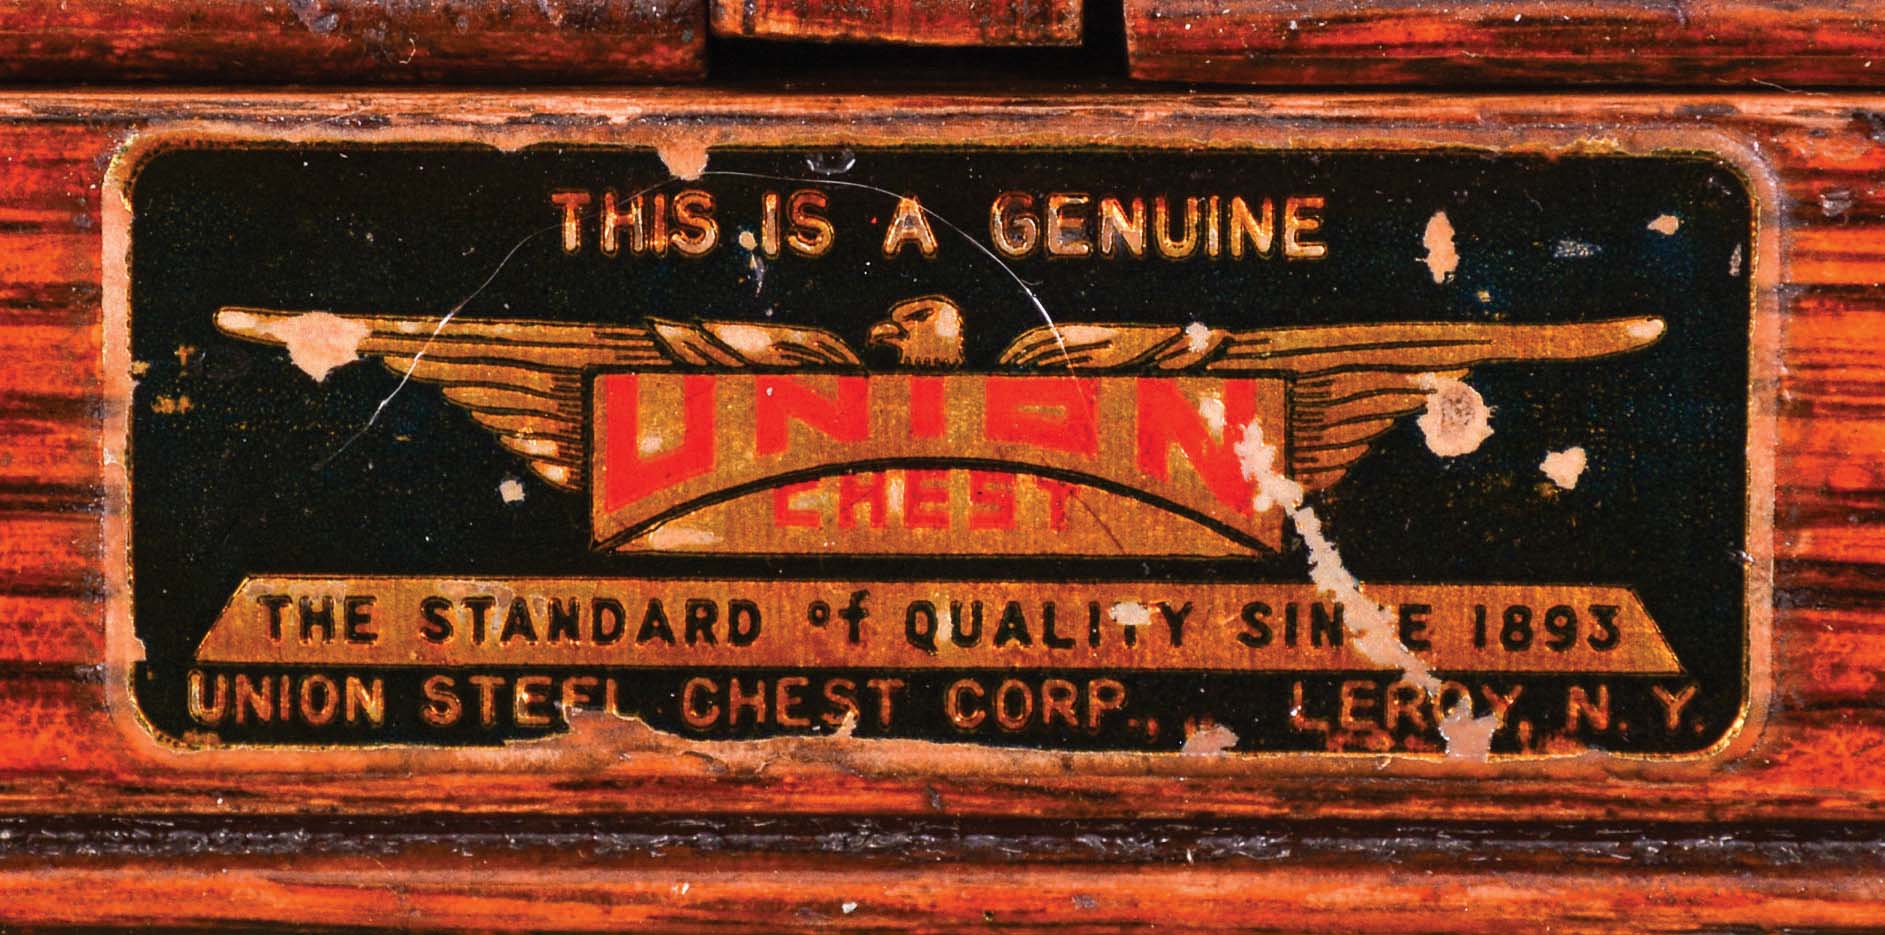 THIS IS A GENUINE
UNION
CHEST
THE STANDARD of QUALITY SINCE 1893
UNION STEEL CHEST CORP., LEROY, N. Y.